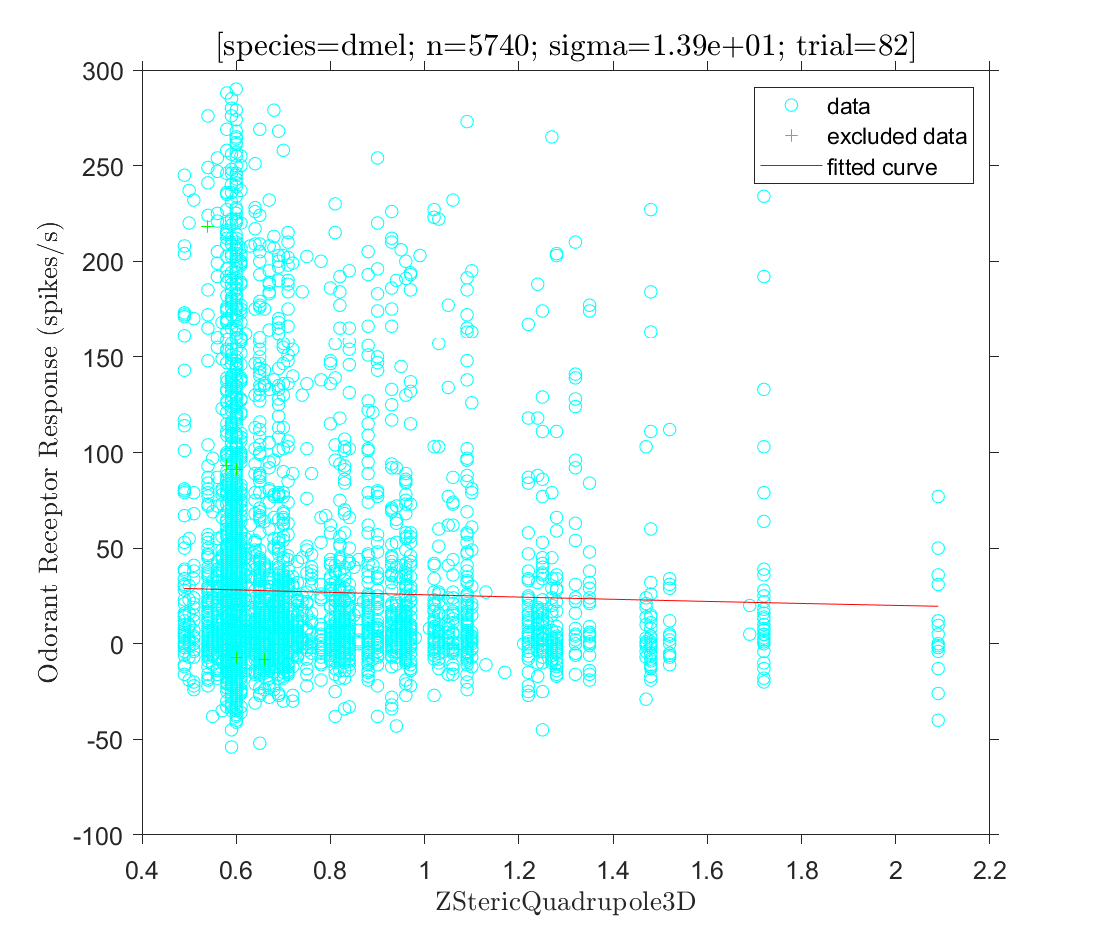 [species=dmel; n=5740; sigma=1.39e+01; trial=82]
300
250
200
150
100
50
0
-50
-100
Odorant Receptor Response (spikes/s)
data
excluded data
fitted curve
0.4 0.6 0.8 1 1.2 1.4 1.6 1.8 2 2.2
ZStericQuadrupole3D